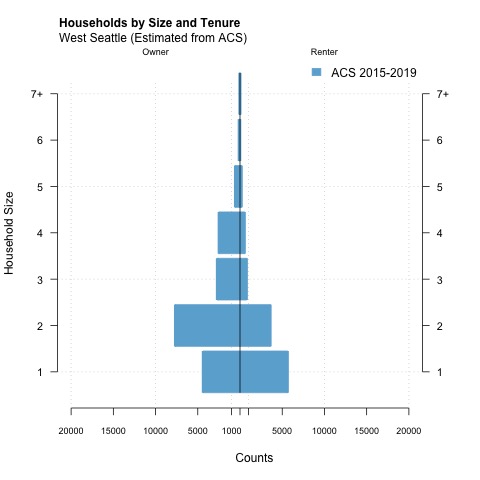 Households by Size and Tenure
West Seattle (Estimated from ACS)
Owner Renter
ACS 2015-2019
7+ 7+
6 6
5 5
4 4
3 3
2 2
1 1
Household Size
20000 15000 10000 5000 1000 5000 10000 15000 20000
Counts